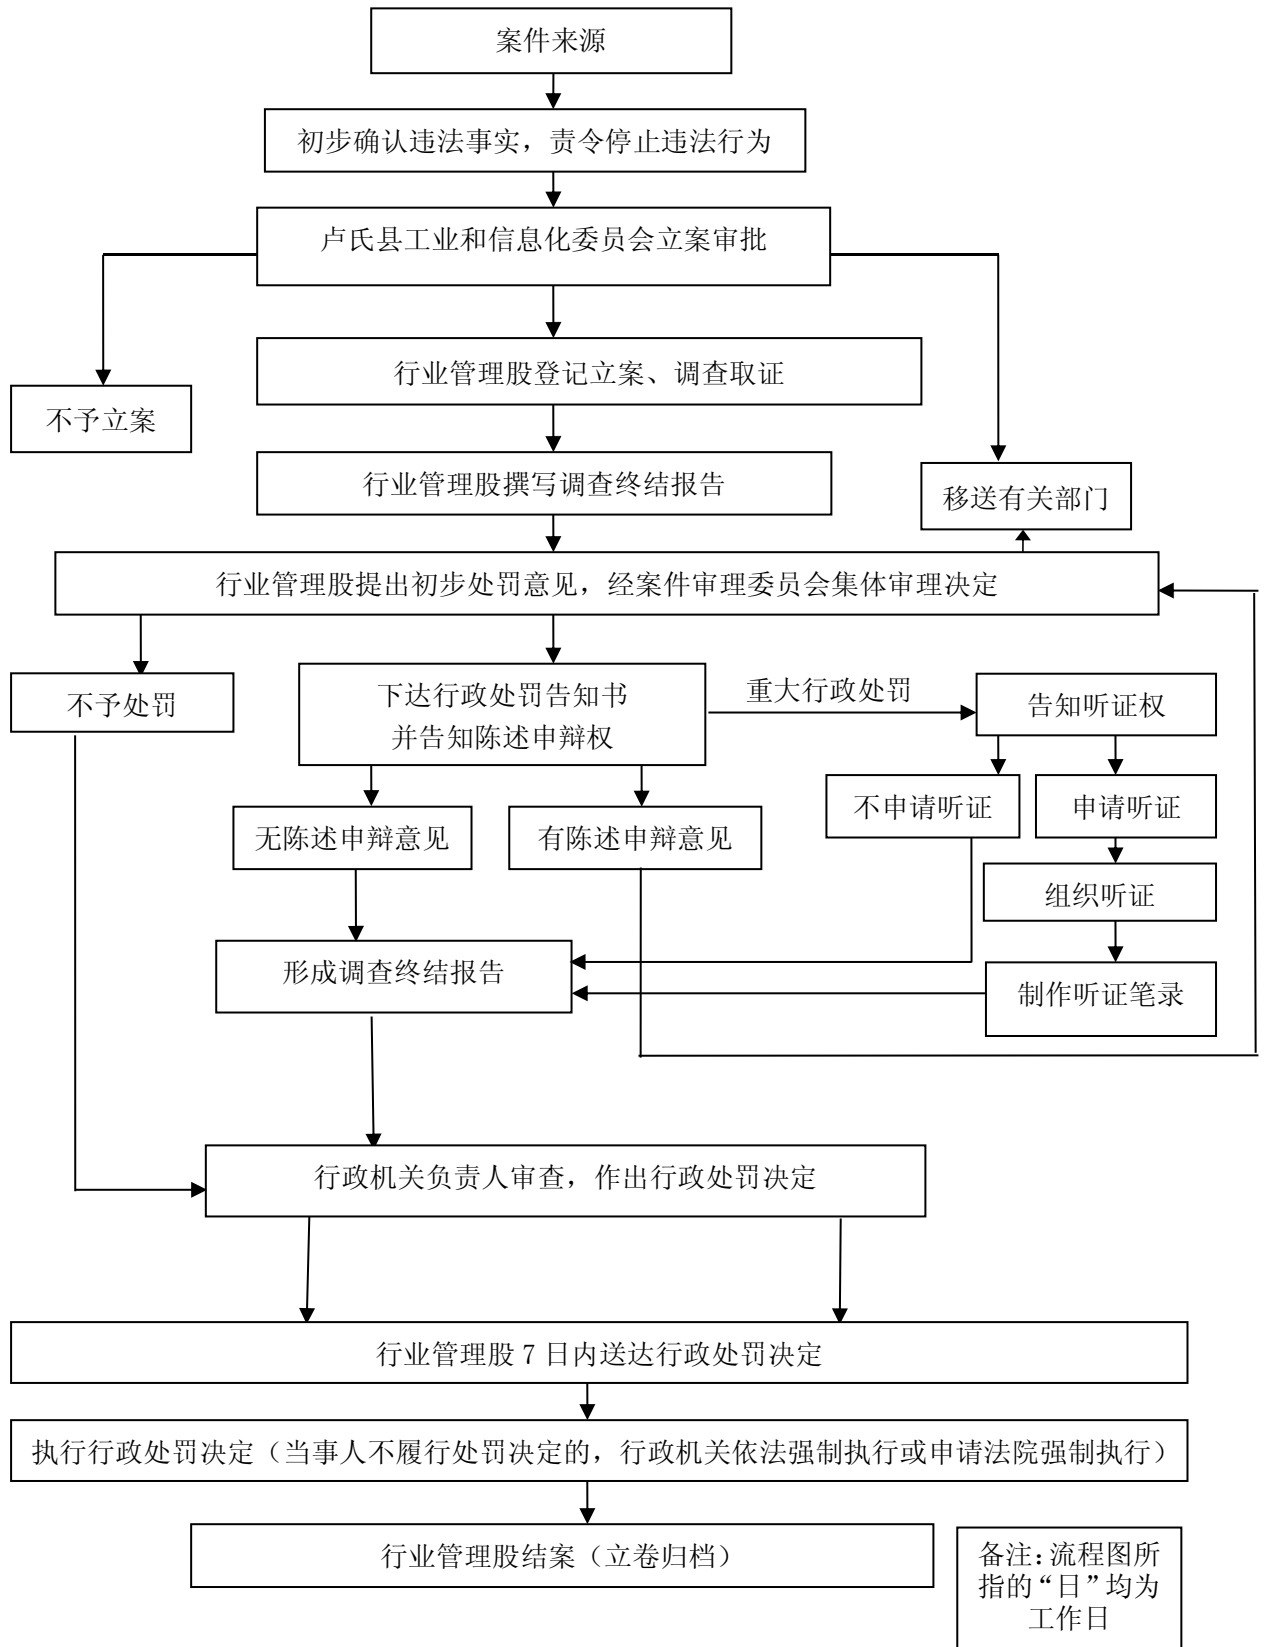 案件来源
初步确认违法事实，责令停止违法行为
卢氏县工业和信息化委员会立案审批
行业管理股登记立案、调查取证
不予立案
行业管理股撰写调查终结报告
移送有关部门
行业管理股提出初步处罚意见，经案件审理委员会集体审理决定
不予处罚
下达行政处罚告知书
并告知陈述申辩权
重大行政处罚
告知听证权
不申请听证
申请听证
无陈述申辩意见
有陈述申辩意见
组织听证
形成调查终结报告
制作听证笔录
行政机关负责人审查，作出行政处罚决定
行业管理股 7 日内送达行政处罚决定
执行行政处罚决定（当事人不履行处罚决定的，行政机关依法强制执行或申请法院强制执行）
行业管理股结案（立卷归档）
备注：流程图所
指的“日”均为
工作日